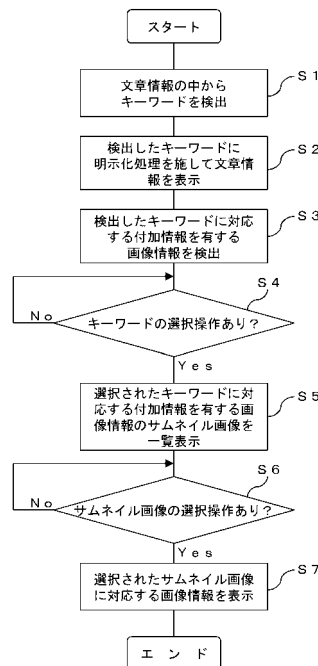 スタート
S1
文章情報の中から
キーワードを検出
S2
検出したキーワードに
明示化処理を施して文章情
報を表示
S3
検出したキーワードに対応
する付加情報を有する
画像情報を検出
S4
No
キーワードの選択操作あり？
Yes
S5
選択されたキーワードに対
応する付加情報を有する画
像情報のサムネイル画像を
一覧表示
S6
No
サムネイル画像の選択操作あり？
Yes
S7
選択されたサムネイル画像
に対応する画像情報を表示
エンド